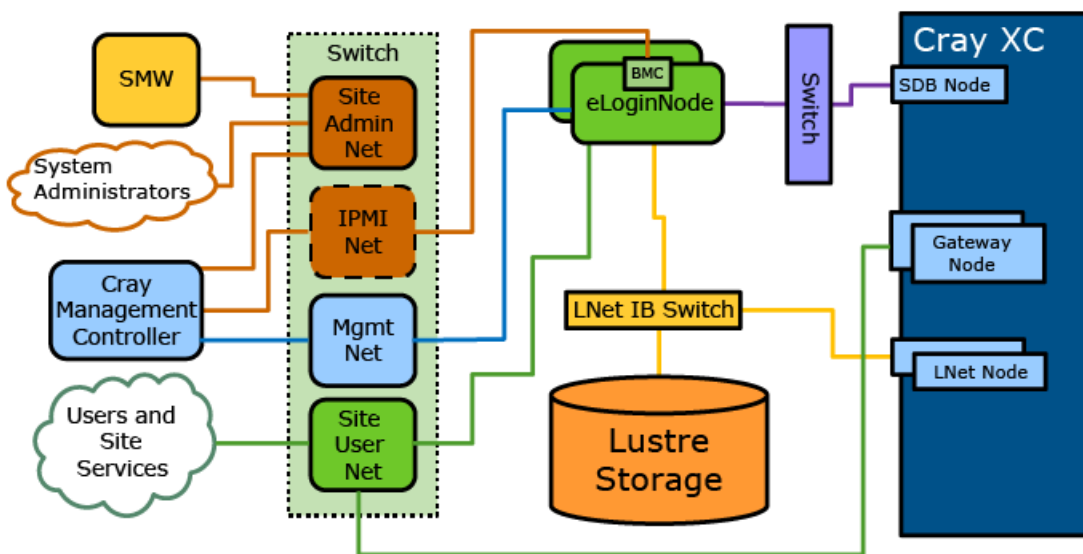 SMW
System
Administrators
Cray
Management
Controller
Users and
Site
Services
Switch
Site
Admin
Net
IPMI
Net
Mgmt
Net
Site
User
Net
BMC
eLoginNode
Switch
LNet IB Switch
Lustre
Storage
Cray XC
SDB Node
Gateway
Node
LNet Node